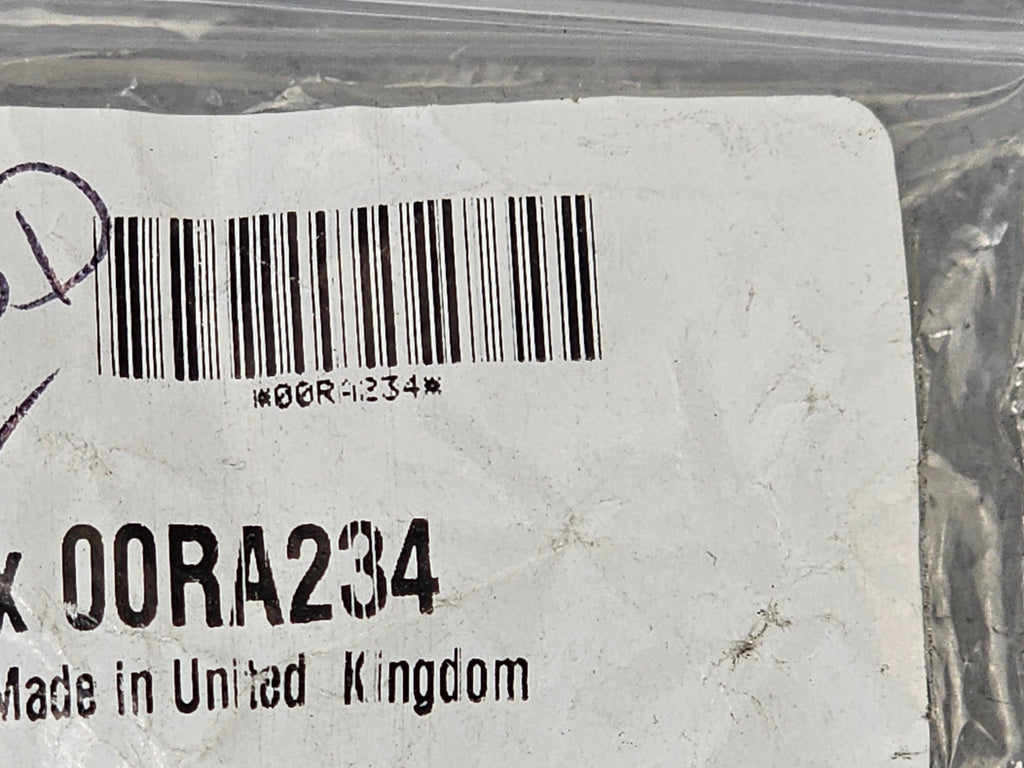 D
*00RA234*
x 00RA234
Made in United Kingdom